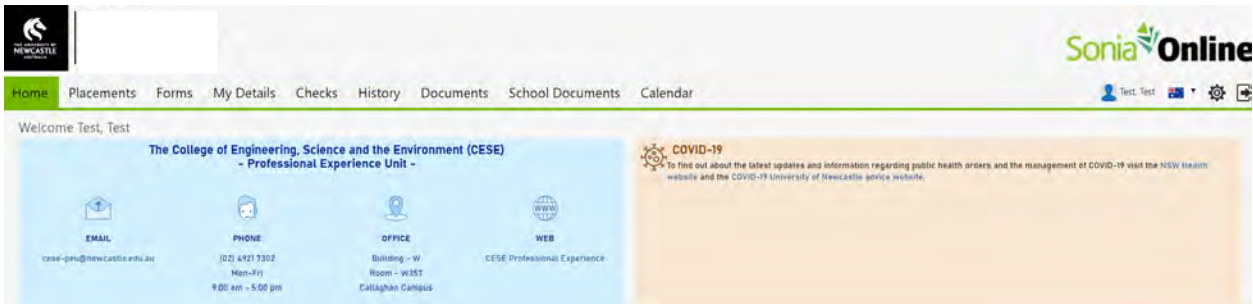 THE UNIVERSITY OF
NEWCASTLE
AUSTRALIA
Sonia Online
Home Placements Forms My Details Checks History Documents School Documents Calendar
Test, Test
Welcome Test, Test
The College of Engineering, Science and the Environment (CESE)
- Professional Experience Unit -
EMAIL
cese-peu@newcastle.edu.au
PHONE
(02) 4921 7302
Mon-Fri
9:00 am - 5:00 pm
OFFICE
Building - W
Room - W357
Callaghan Campus
www
WEB
CESE Professional Experience
COVID-19
To find out about the latest updates and information regarding public health orders and the management of COVID-19 visit the NSW Health
website and the COVID-19 University of Newcastle advice website.